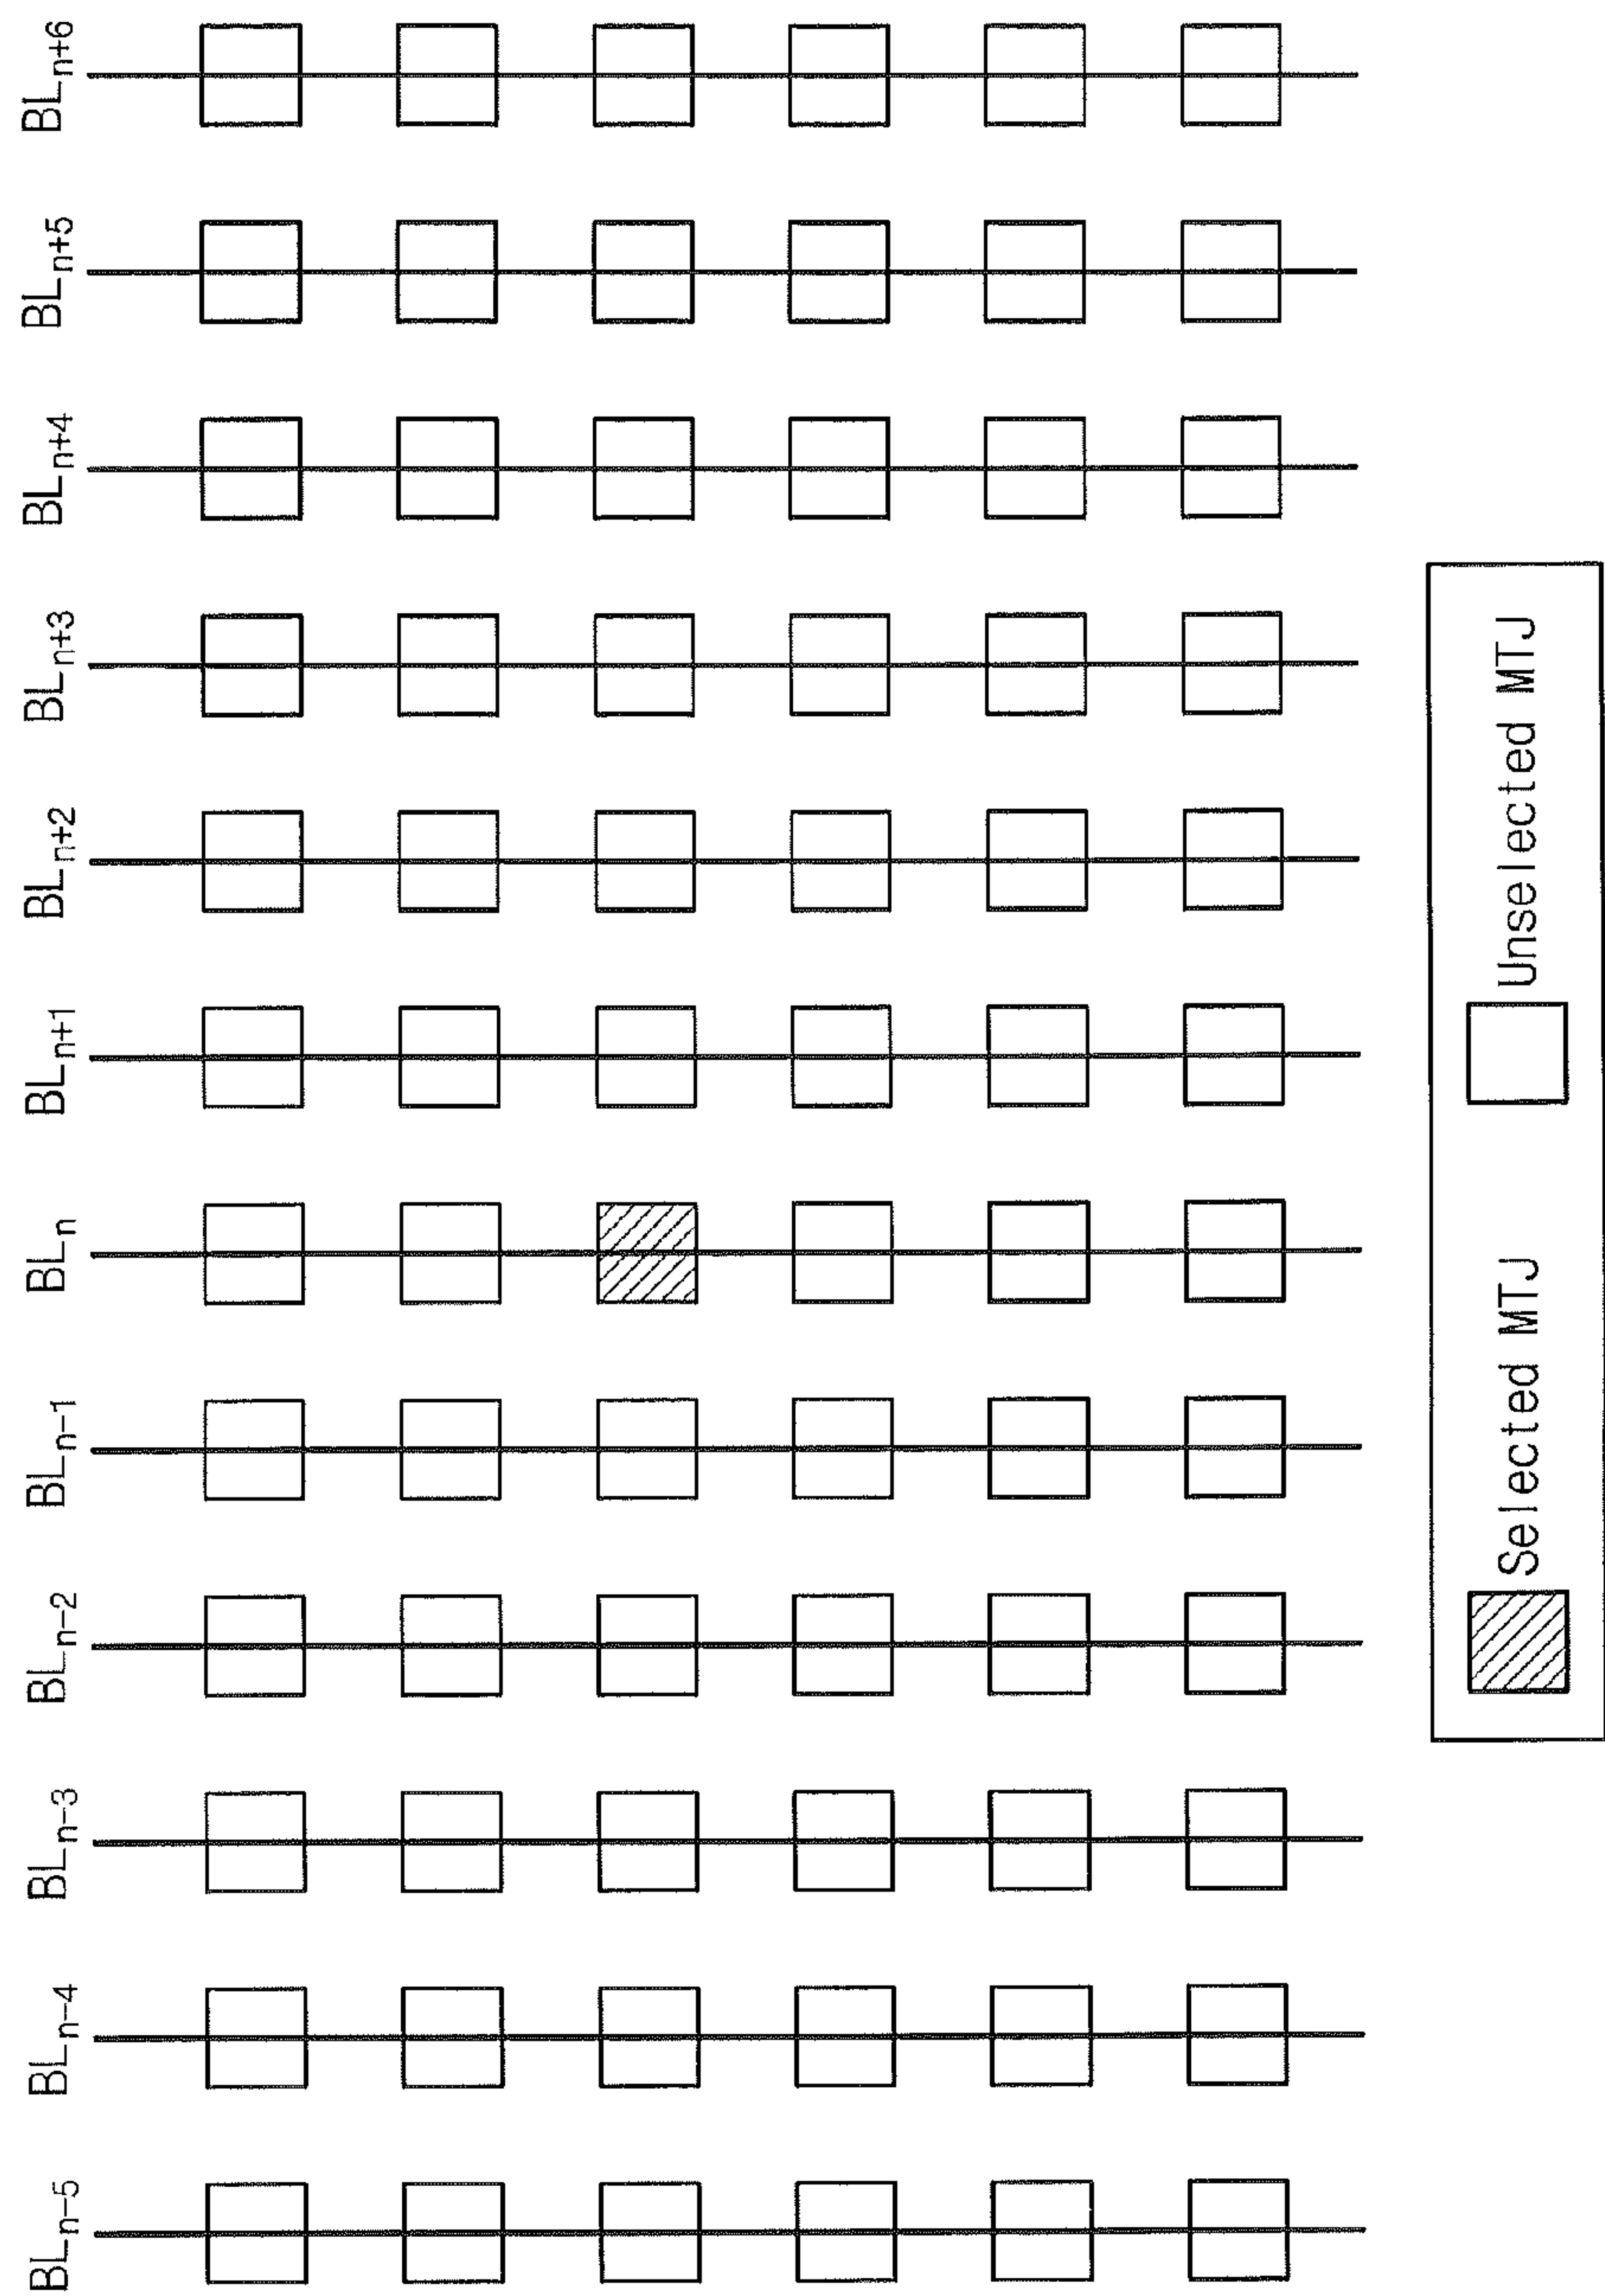 BLn-5
BLn-4
BLn-3
BLn-2
BLn-1
BLn
BLn+1
BLn+2
BLn+3
BLn+4
BLn+5
BLn+6
Selected MTJ
Unselected MTJ